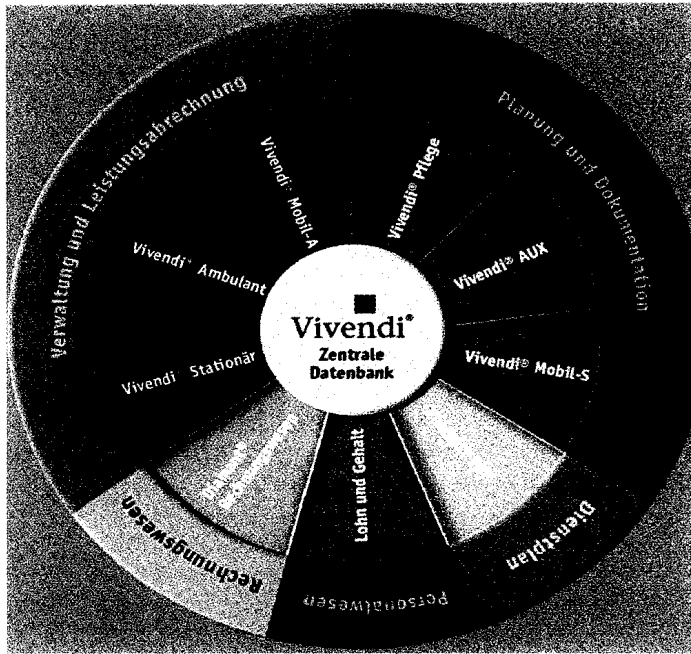 Verwaltung und Leistungsabrechnung
Planung und Dokumentation
Vivendi Mobil-A
Vivendi® Pflege
Vivendi® Ambulant
Vivendi® AUX
Vivendi Stationär
Vivendi® Mobil-S
Vivendi®
Zentrale
Datenbank
Lohn und Gehalt
Rechnungswesen
Personalwesen
Dienstplan